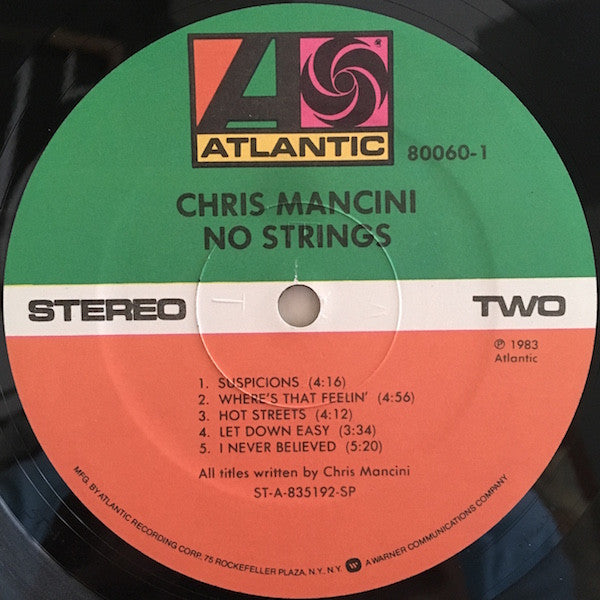 ATLANTIC
80060-1
CHRIS MANCINI
NO STRINGS
STEREO
TWO
℗ 1983
Atlantic
1. SUSPICIONS (4:16)
2. WHERE'S THAT FEELIN' (4:56)
3. HOT STREETS (4:12)
4. LET DOWN EASY (3:34)
5. I NEVER BELIEVED (5:20)
All titles written by Chris Mancini
ST-A-835192-SP
MFG. BY ATLANTIC RECORDING CORP. 75 ROCKEFELLER PLAZA, N.Y., N.Y. A WARNER COMMUNICATIONS COMPANY